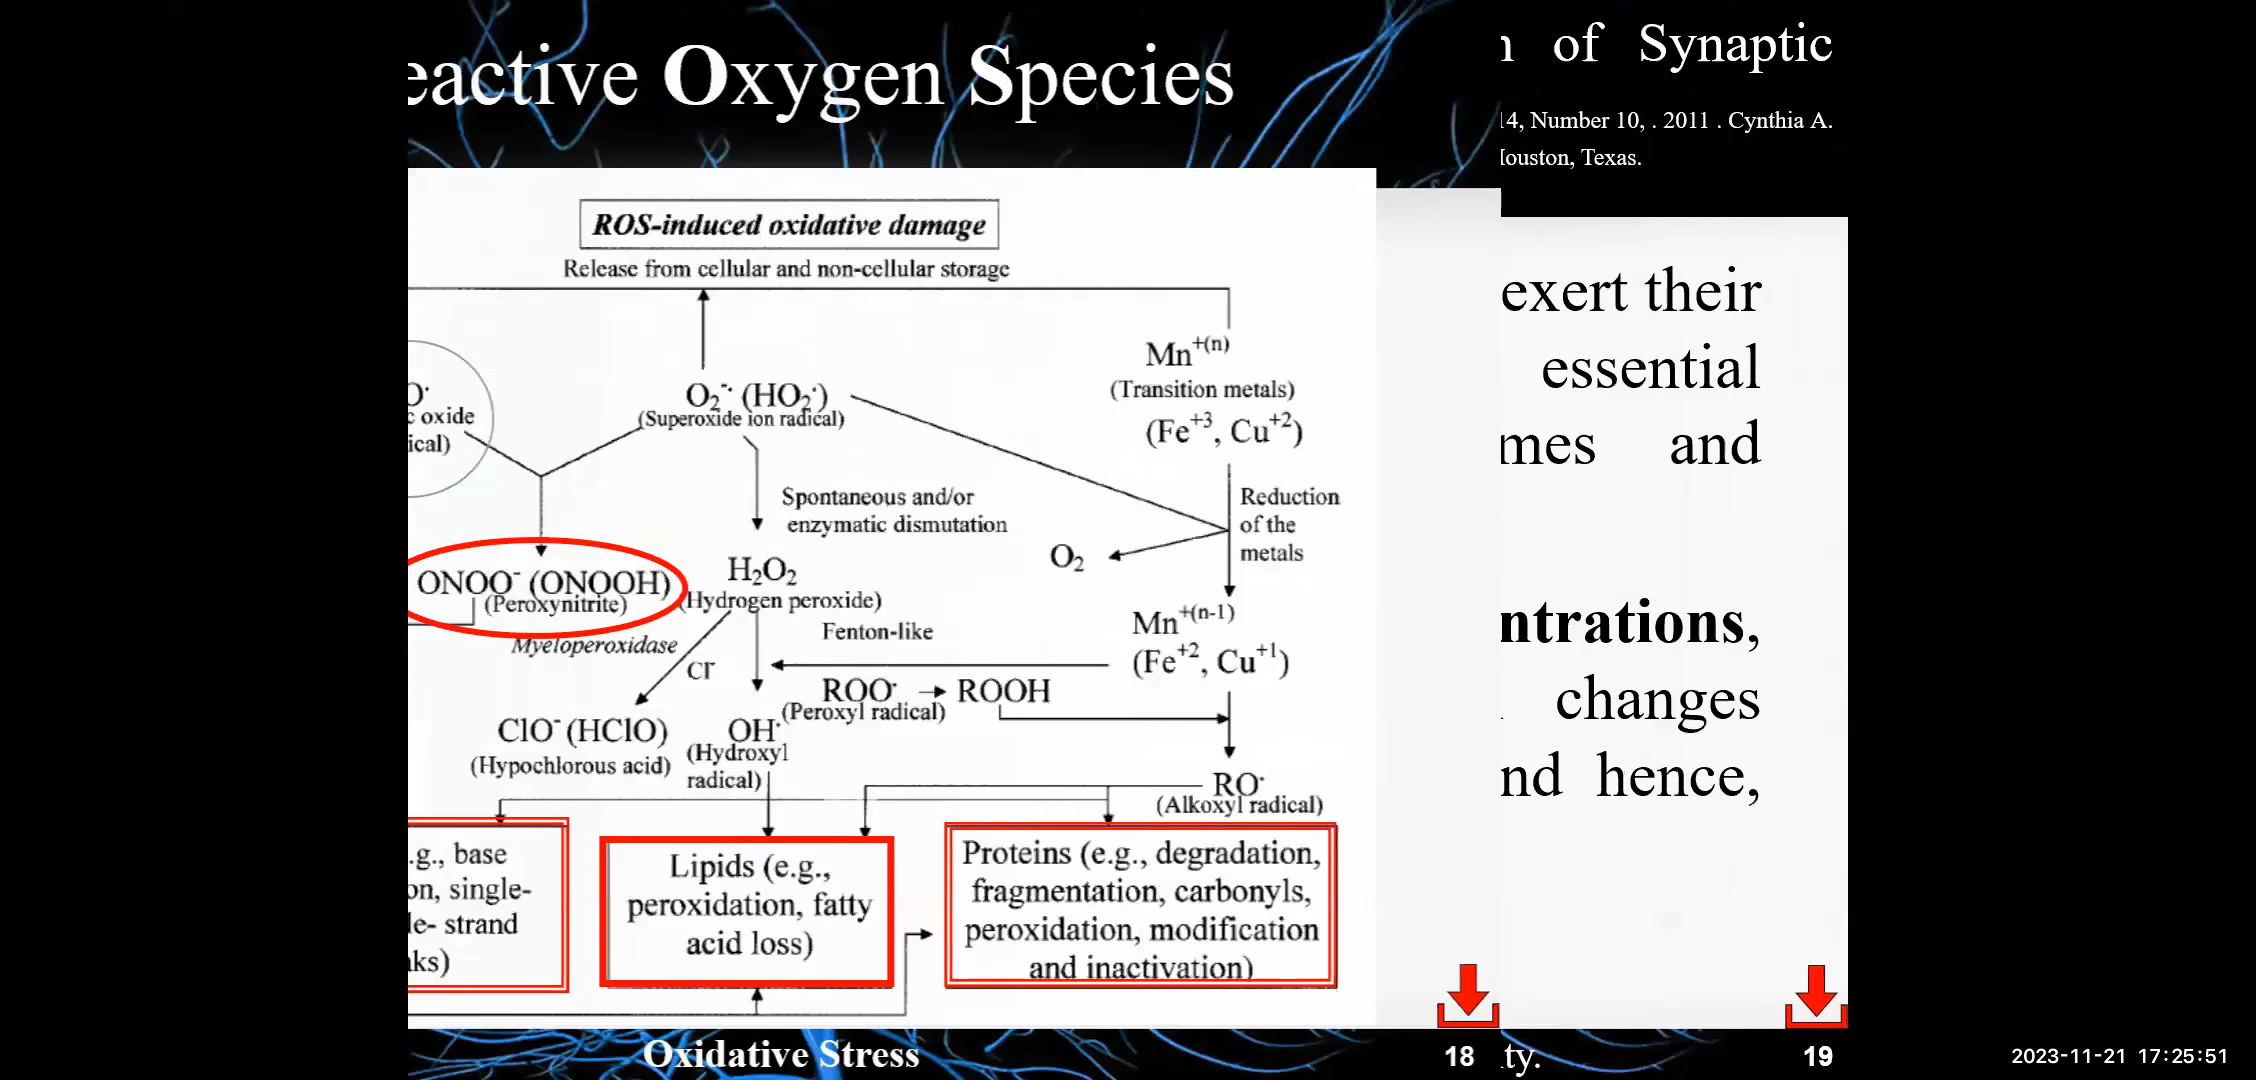 eactive Oxygen Species
of Synaptic
14, Number 10, . 2011 . Cynthia A.
Houston, Texas.
ROS-induced oxidative damage
Release from cellular and non-cellular storage
Mn⁺⁽ⁿ⁾
(Transition metals)
(Fe⁺³, Cu⁺²)
O₂⁻· (HO₂·)
(Superoxide ion radical)
O·
c oxide
ical)
Spontaneous and/or
enzymatic dismutation
Reduction
of the
metals
O₂
ONOO⁻ (ONOOH)
(Peroxynitrite)
H₂O₂
(Hydrogen peroxide)
Myeloperoxidase
Cl⁻
Fenton-like
Mn⁺⁽ⁿ⁻¹⁾
(Fe⁺², Cu⁺¹)
ROO· → ROOH
(Peroxyl radical)
ClO⁻ (HClO)
(Hypochlorous acid)
OH·
(Hydroxyl
radical)
RO·
(Alkoxyl radical)
.g., base
on, single-
le- strand
ks)
Lipids (e.g.,
peroxidation, fatty
acid loss)
Proteins (e.g., degradation,
fragmentation, carbonyls,
peroxidation, modification
and inactivation)
exert their
essential
mes and
ntrations,
changes
nd hence,
Oxidative Stress
18
ty.
19
2023-11-21 17:25:51